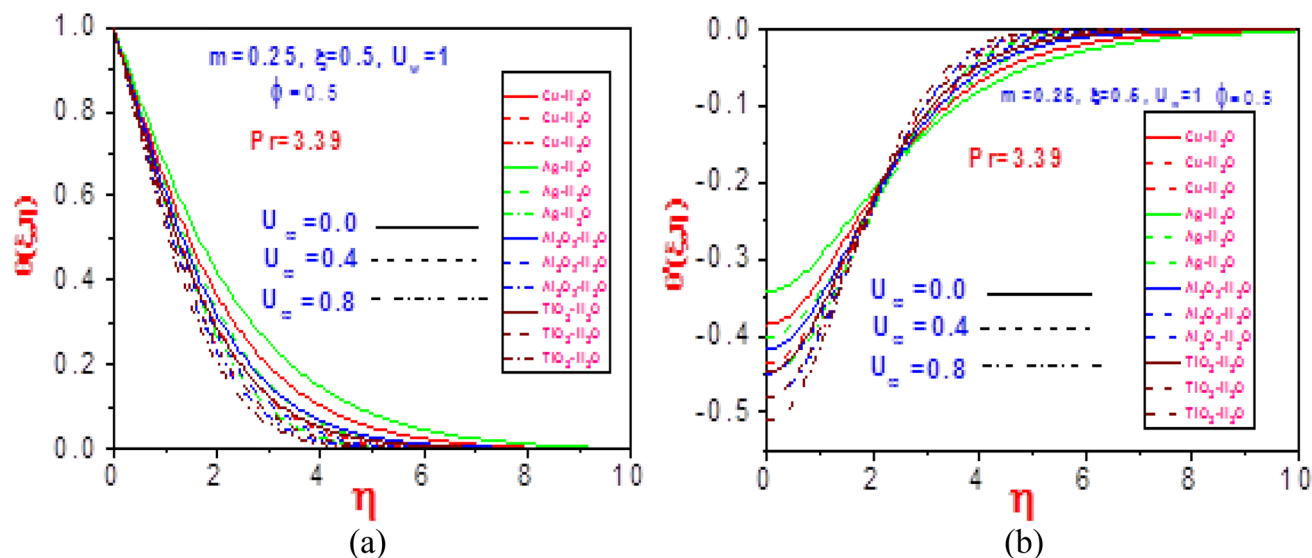 1.0
0.8
0.6
0.4
0.2
0.0
0 2 4 6 8 10
θ(ξ,η)
η
m=0.25, ξ=0.5, U_w=1
ϕ=0.5
Pr=3.39
U_∞=0.0
U_∞=0.4
U_∞=0.8
Cu-H₂O
Cu-H₂O
Cu-H₂O
Ag-H₂O
Ag-H₂O
Ag-H₂O
Al₂O₃-H₂O
Al₂O₃-H₂O
Al₂O₃-H₂O
TiO₂-H₂O
TiO₂-H₂O
TiO₂-H₂O
(a)
0.0
-0.1
-0.2
-0.3
-0.4
-0.5
0 2 4 6 8 10
θ'(ξ,η)
η
m=0.25, ξ=0.5, U_w=1 ϕ=0.5
Pr=3.39
U_∞=0.0
U_∞=0.4
U_∞=0.8
Cu-H₂O
Cu-H₂O
Cu-H₂O
Ag-H₂O
Ag-H₂O
Ag-H₂O
Al₂O₃-H₂O
Al₂O₃-H₂O
Al₂O₃-H₂O
TiO₂-H₂O
TiO₂-H₂O
TiO₂-H₂O
(b)